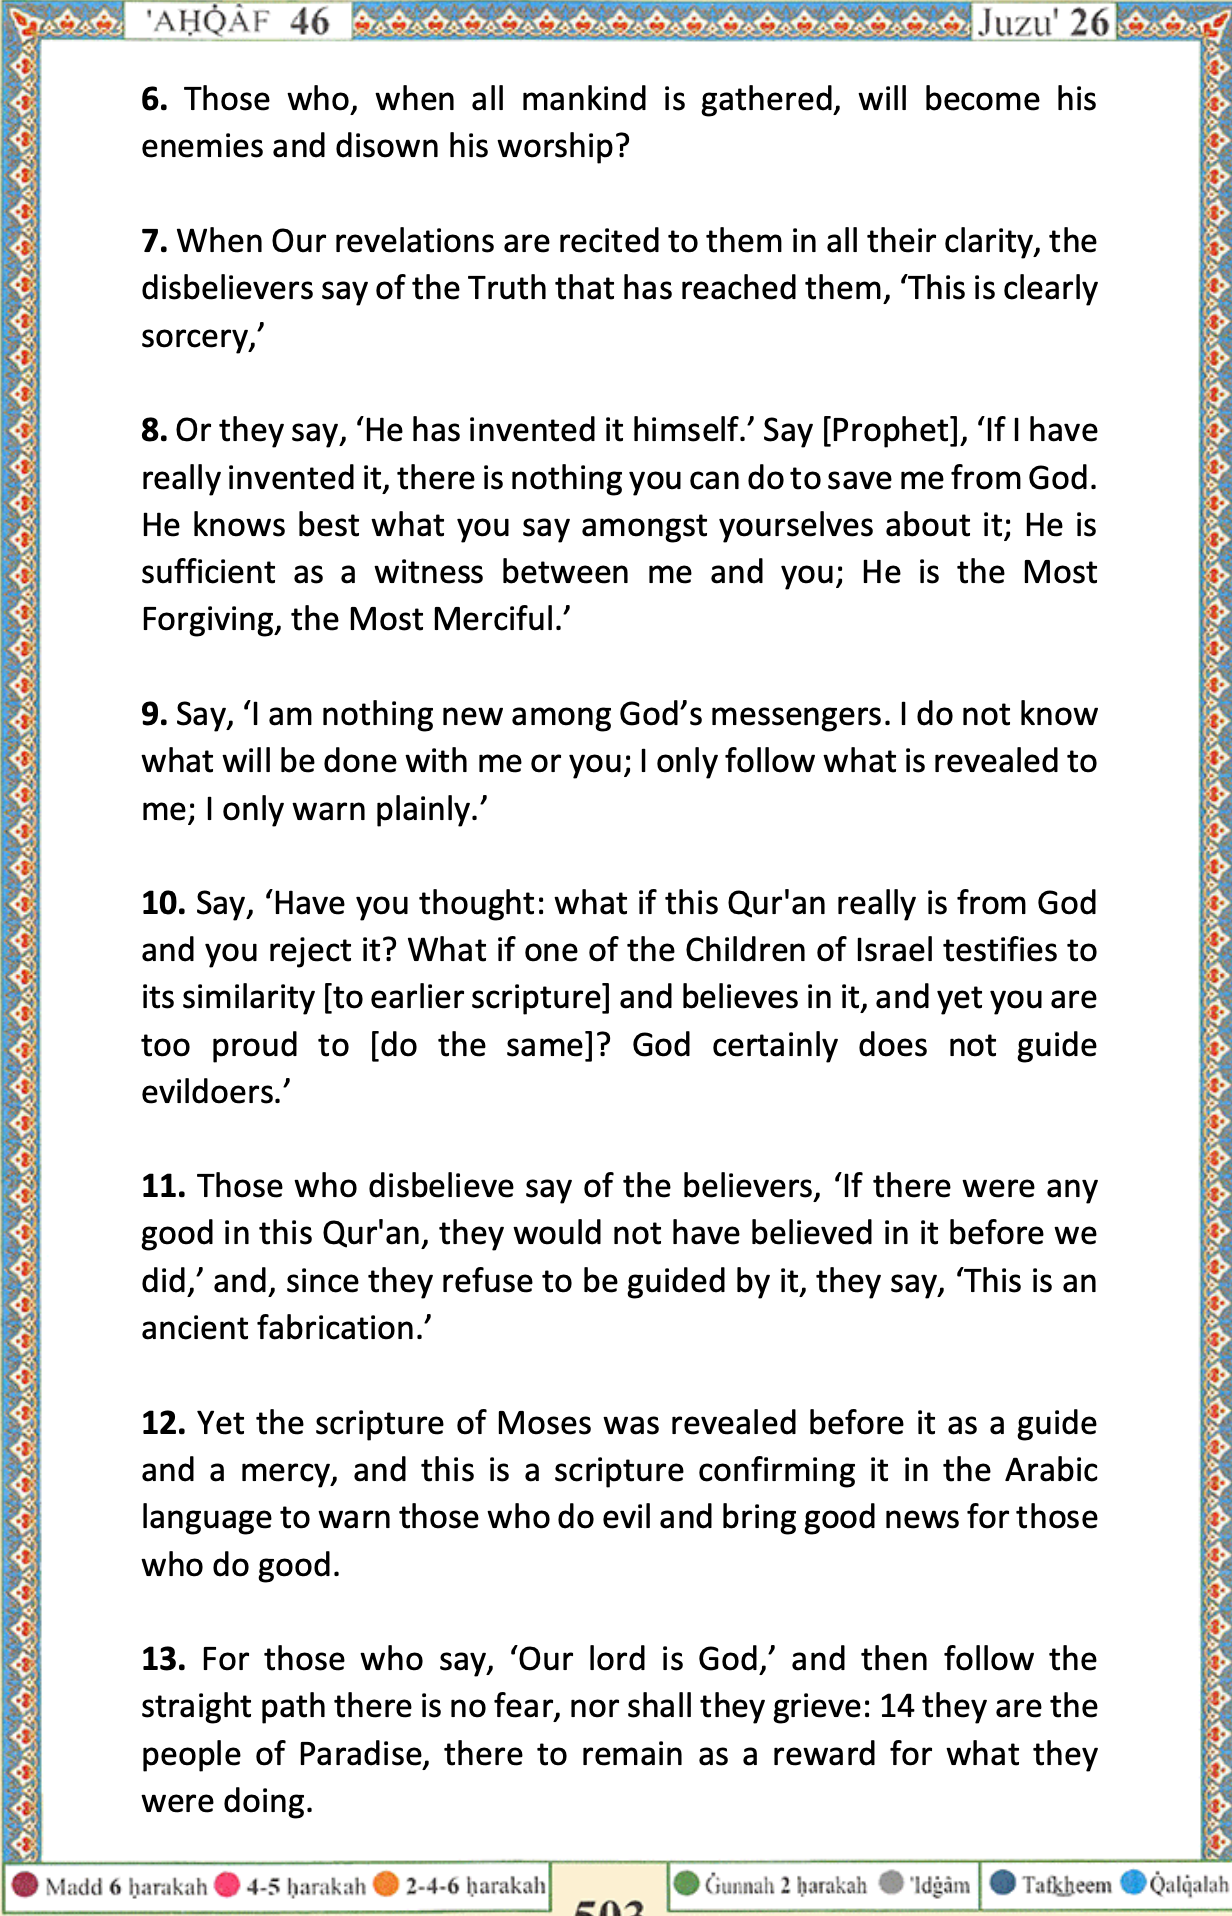 'AḤQ̇ÂF 46
Juzu' 26
6. Those who, when all mankind is gathered, will become his
enemies and disown his worship?
7. When Our revelations are recited to them in all their clarity, the
disbelievers say of the Truth that has reached them, ‘This is clearly
sorcery,’
8. Or they say, ‘He has invented it himself.’ Say [Prophet], ‘If I have
really invented it, there is nothing you can do to save me from God.
He knows best what you say amongst yourselves about it; He is
sufficient as a witness between me and you; He is the Most
Forgiving, the Most Merciful.’
9. Say, ‘I am nothing new among God’s messengers. I do not know
what will be done with me or you; I only follow what is revealed to
me; I only warn plainly.’
10. Say, ‘Have you thought: what if this Qur'an really is from God
and you reject it? What if one of the Children of Israel testifies to
its similarity [to earlier scripture] and believes in it, and yet you are
too proud to [do the same]? God certainly does not guide
evildoers.’
11. Those who disbelieve say of the believers, ‘If there were any
good in this Qur'an, they would not have believed in it before we
did,’ and, since they refuse to be guided by it, they say, ‘This is an
ancient fabrication.’
12. Yet the scripture of Moses was revealed before it as a guide
and a mercy, and this is a scripture confirming it in the Arabic
language to warn those who do evil and bring good news for those
who do good.
13. For those who say, ‘Our lord is God,’ and then follow the
straight path there is no fear, nor shall they grieve: 14 they are the
people of Paradise, there to remain as a reward for what they
were doing.
Madd 6 ḥarakah 4-5 ḥarakah 2-4-6 ḥarakah
Ġunnah 2 ḥarakah 'Idġâm
Tafkheem Q̇alq̇alah
503